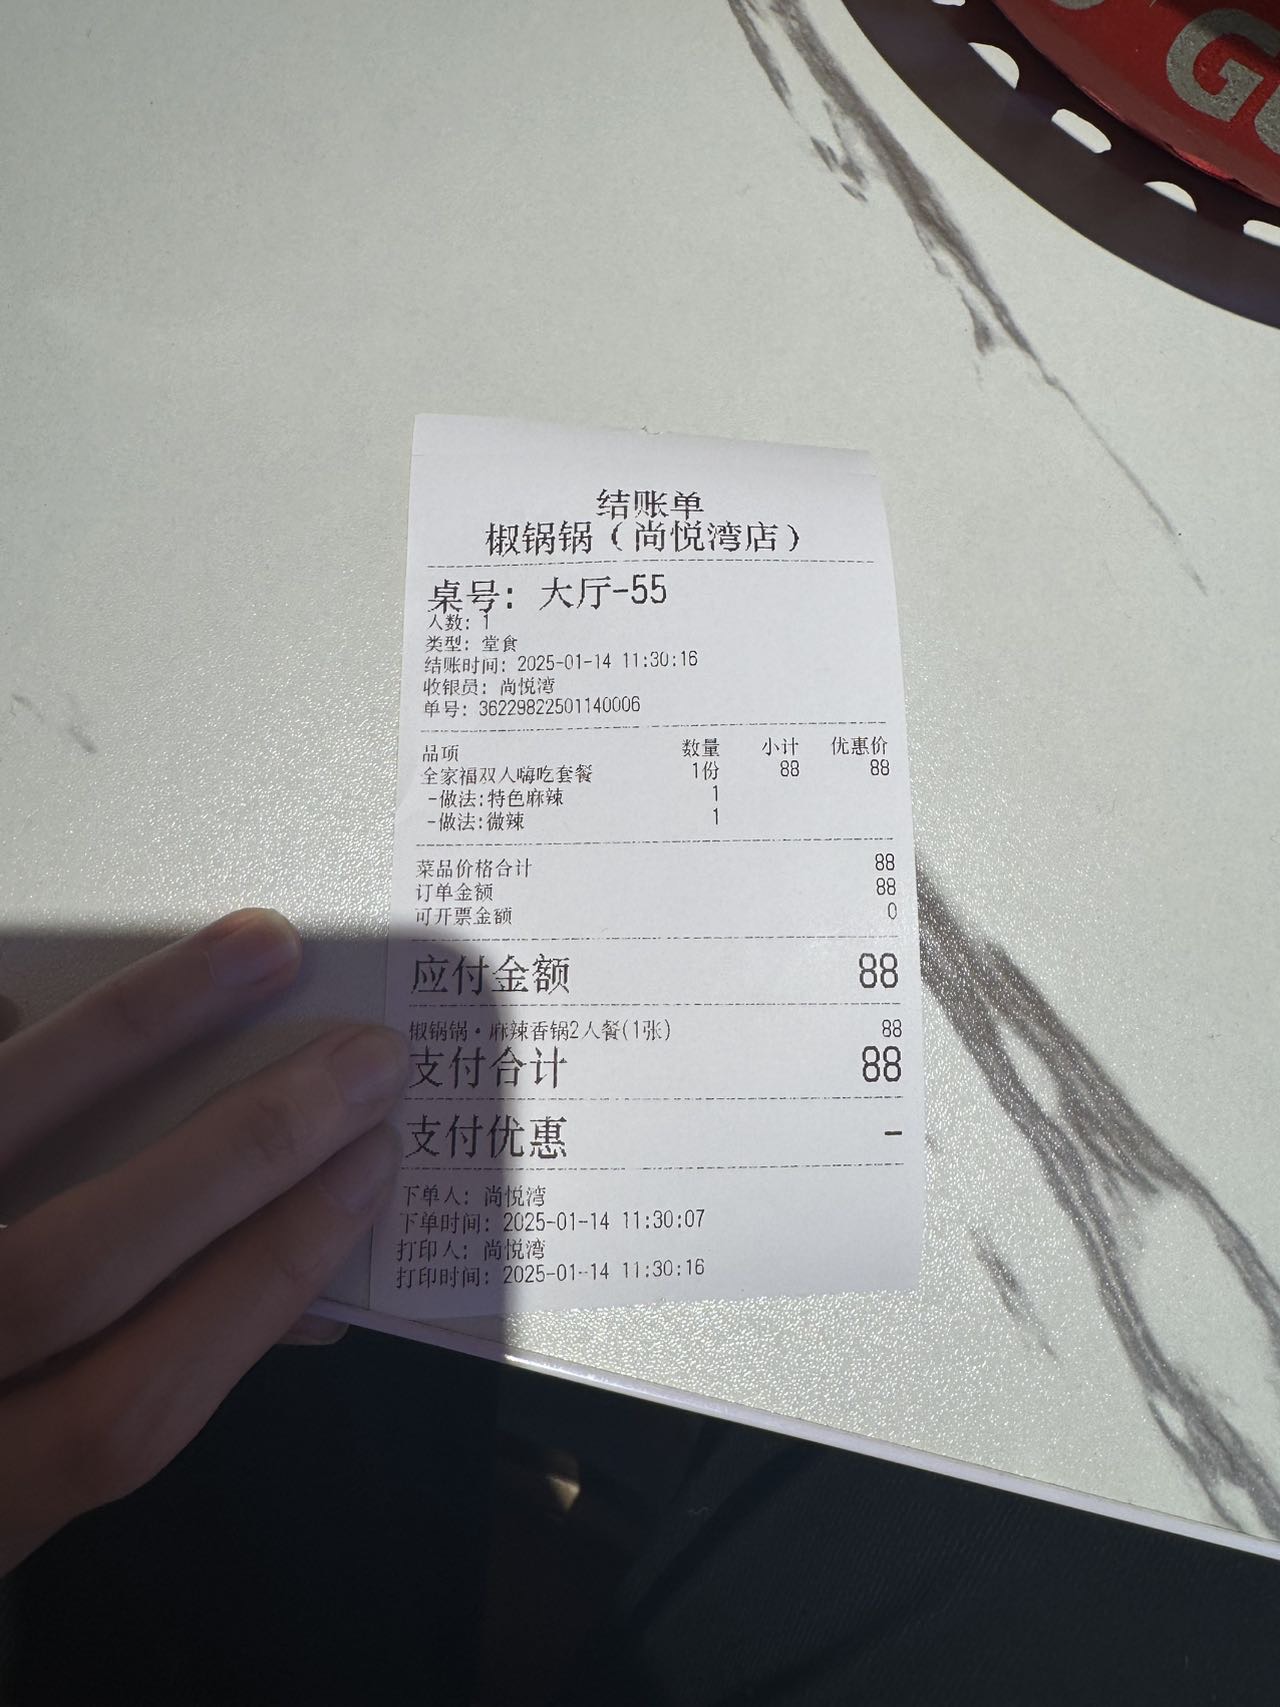 G
结账单
椒锅锅（尚悦湾店）
桌号：大厅-55
人数：1
类型：堂食
结账时间：2025-01-14 11:30:16
收银员：尚悦湾
单号：36229822501140006
品项 数量 小计 优惠价
全家福双人嗨吃套餐 1份 88 88
-做法:特色麻辣 1
-做法:微辣 1
菜品价格合计 88
订单金额 88
可开票金额 0
应付金额 88
椒锅锅·麻辣香锅2人餐(1张) 88
支付合计 88
支付优惠 -
下单人：尚悦湾
下单时间：2025-01-14 11:30:07
打印人：尚悦湾
打印时间：2025-01-14 11:30:16